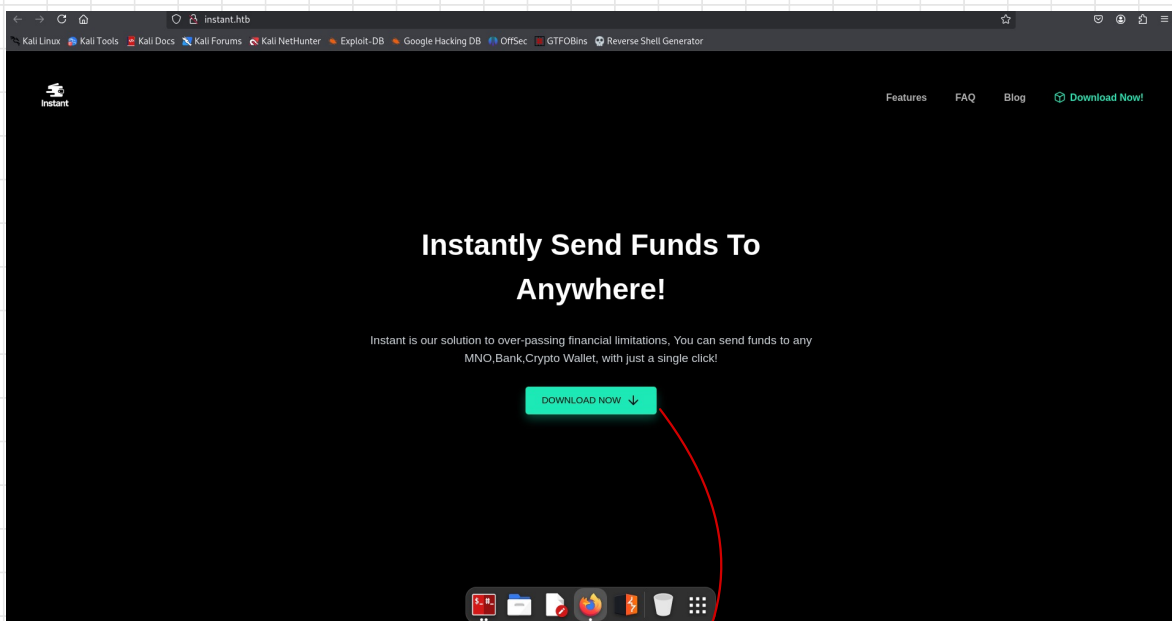 instant.htb
Kali Linux Kali Tools Kali Docs Kali Forums Kali NetHunter Exploit-DB Google Hacking DB OffSec GTFOBins Reverse Shell Generator
Instant
Features FAQ Blog Download Now!
Instantly Send Funds To
Anywhere!
Instant is our solution to over-passing financial limitations, You can send funds to any
MNO,Bank,Crypto Wallet, with just a single click!
DOWNLOAD NOW